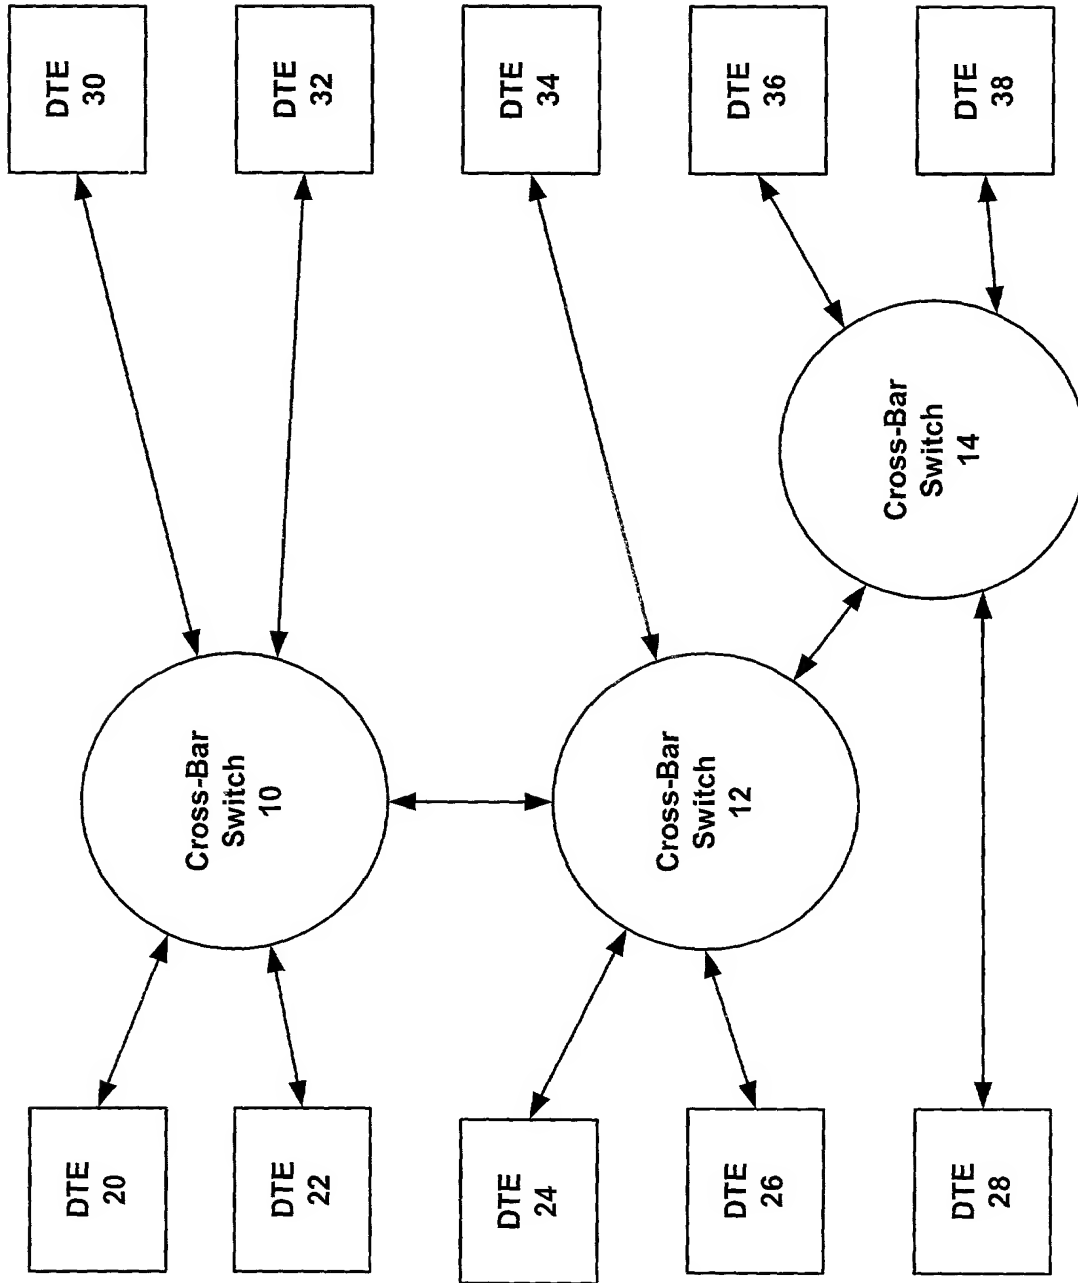 DTE
30
DTE
32
DTE
34
DTE
36
DTE
38
Cross-Bar
Switch
10
Cross-Bar
Switch
12
Cross-Bar
Switch
14
DTE
20
DTE
22
DTE
24
DTE
26
DTE
28